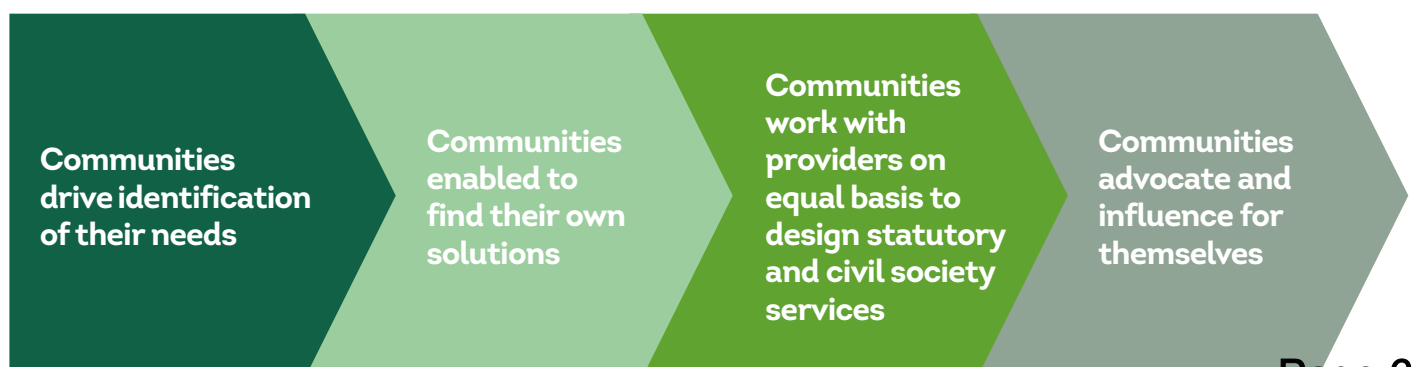 Communities
drive identification
of their needs
Communities
enabled to
find their own
solutions
Communities
work with
providers on
equal basis to
design statutory
and civil society
services
Communities
advocate and
influence for
themselves